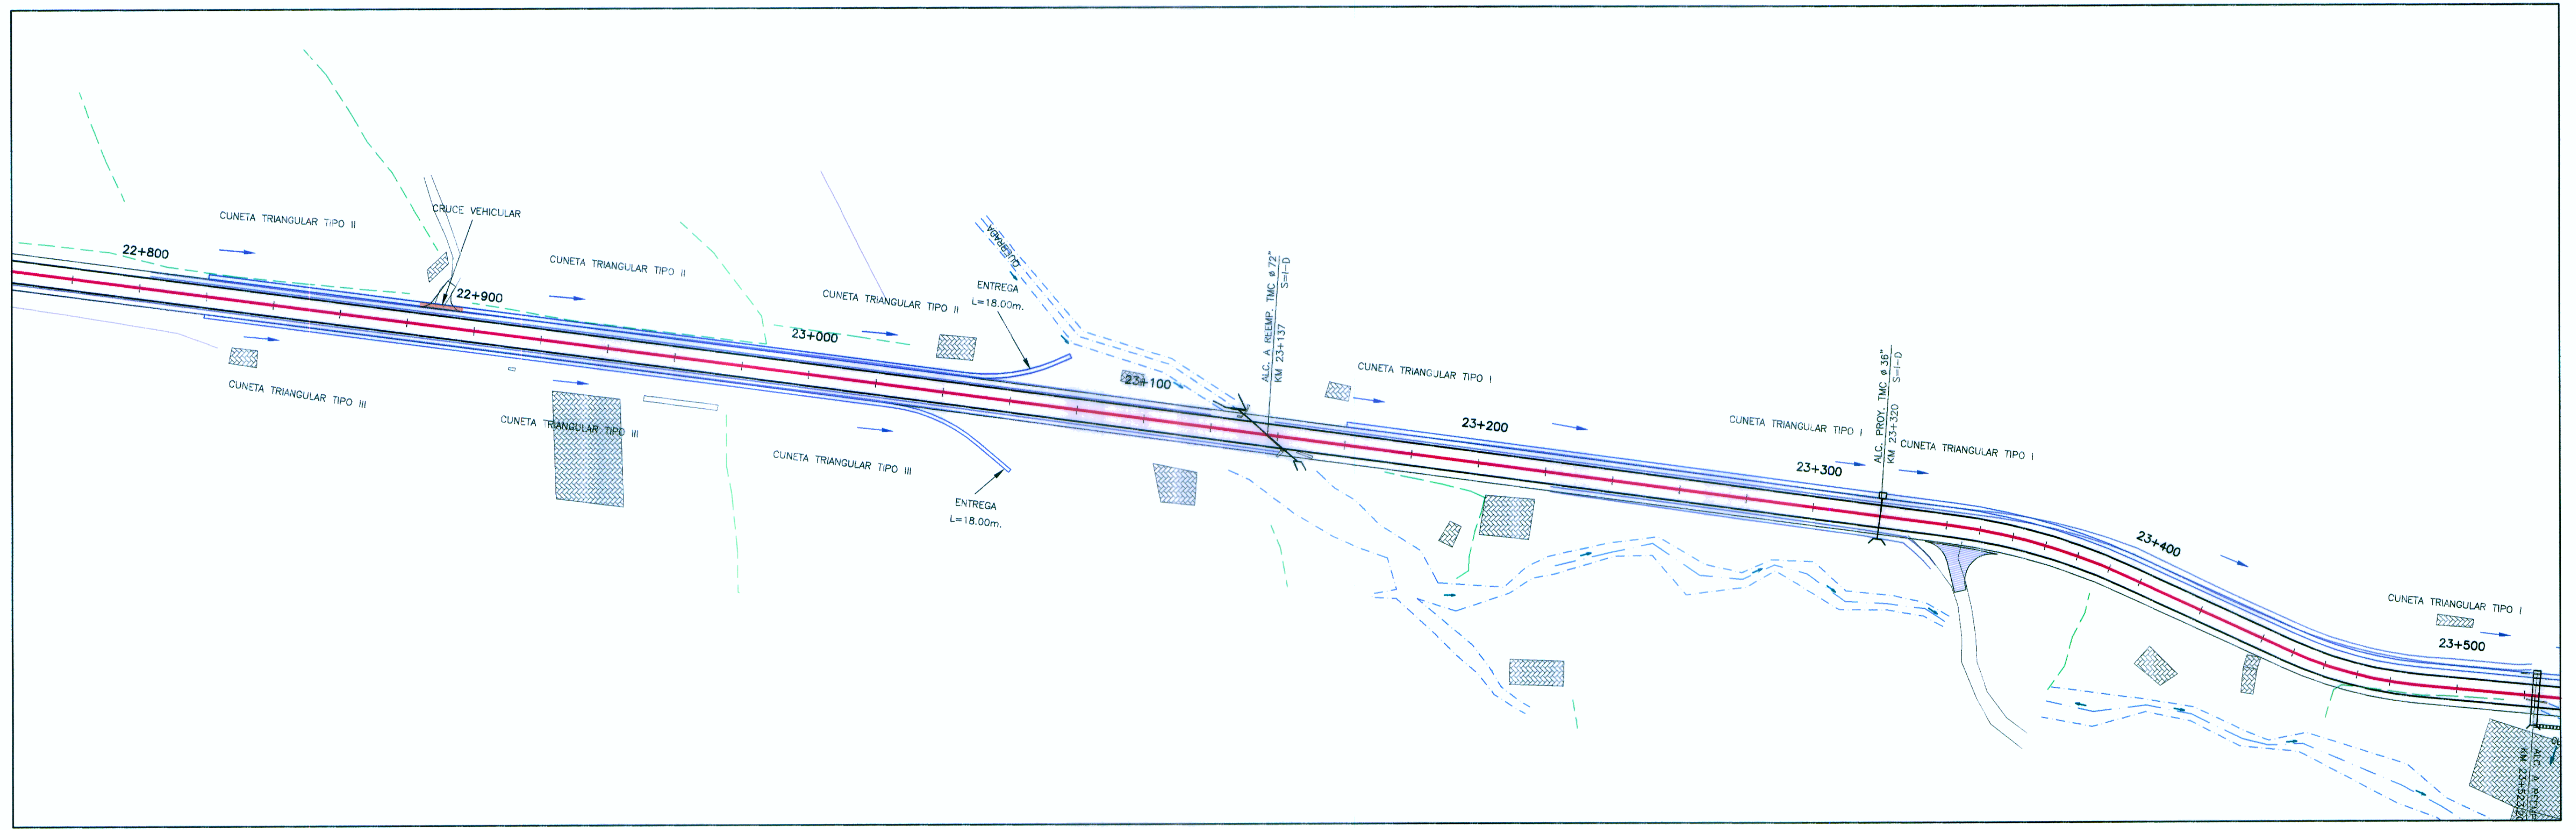 CUNETA TRIANGULAR TIPO II
22+800
CRUCE VEHICULAR
22+900
CUNETA TRIANGULAR TIPO II
CUNETA TRIANGULAR TIPO II
23+000
ENTREGA
L=18.00m.
QUEBRADA
23+100
ALC. A REEMP. TMC ø 72"
KM 23+137
S=I-D
CUNETA TRIANGULAR TIPO I
23+200
CUNETA TRIANGULAR TIPO I
23+300
ALC. PROY. TMC ø 36"
KM 23+320
S=I-D
CUNETA TRIANGULAR TIPO I
23+400
CUNETA TRIANGULAR TIPO I
23+500
CUNETA TRIANGULAR TIPO III
CUNETA TRIANGULAR TIPO III
CUNETA TRIANGULAR TIPO III
ENTREGA
L=18.00m.
ALC. A REEMP.